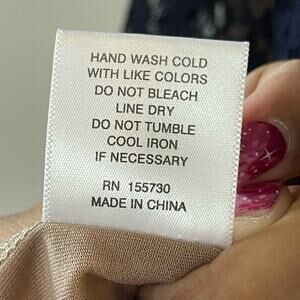 HAND WASH COLD
WITH LIKE COLORS
DO NOT BLEACH
LINE DRY
DO NOT TUMBLE
COOL IRON
IF NECESSARY
RN 155730
MADE IN CHINA